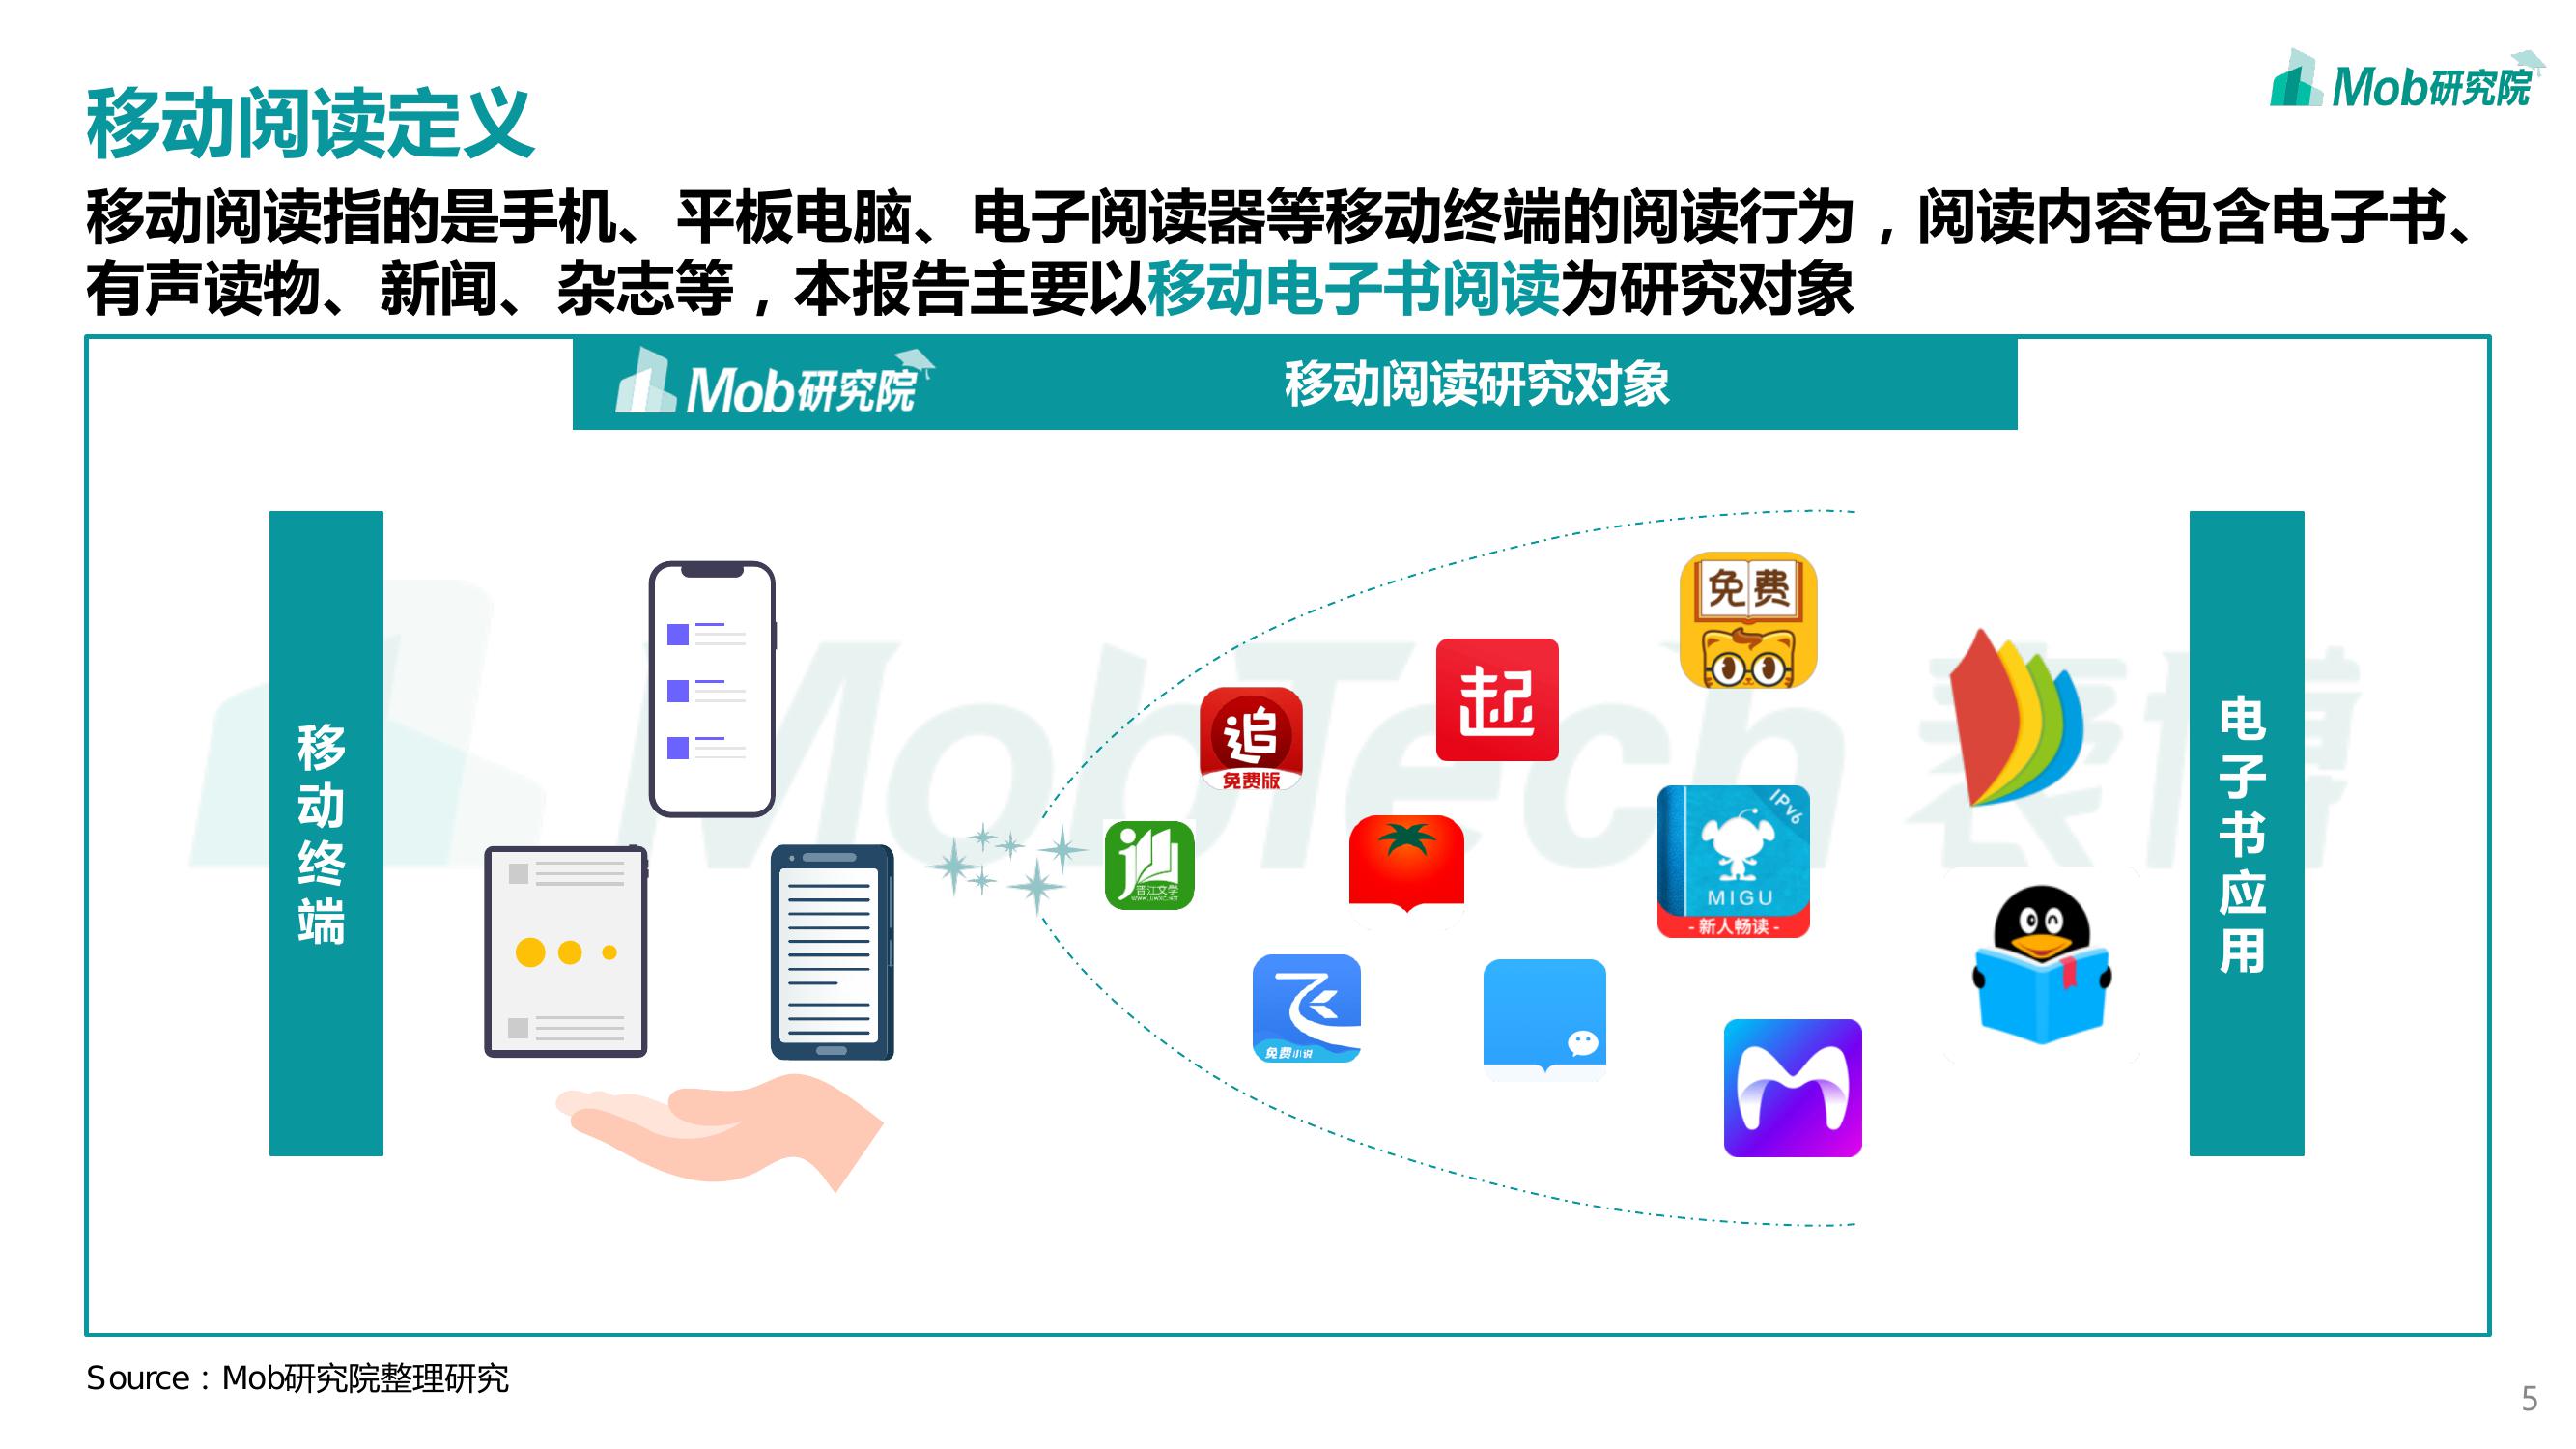 Mob研究院
移动阅读定义
移动阅读指的是手机、平板电脑、电子阅读器等移动终端的阅读行为，阅读内容包含电子书、
有声读物、新闻、杂志等，本报告主要以移动电子书阅读为研究对象
Mob研究院
移动阅读研究对象
移动终端
MobTech 袤博
免费
起
追
免费版
晋江文学
WWW.JJWXC.NET
IPv6
MIGU
-新人畅读-
免费小说
电子书应用
Source：Mob研究院整理研究
5